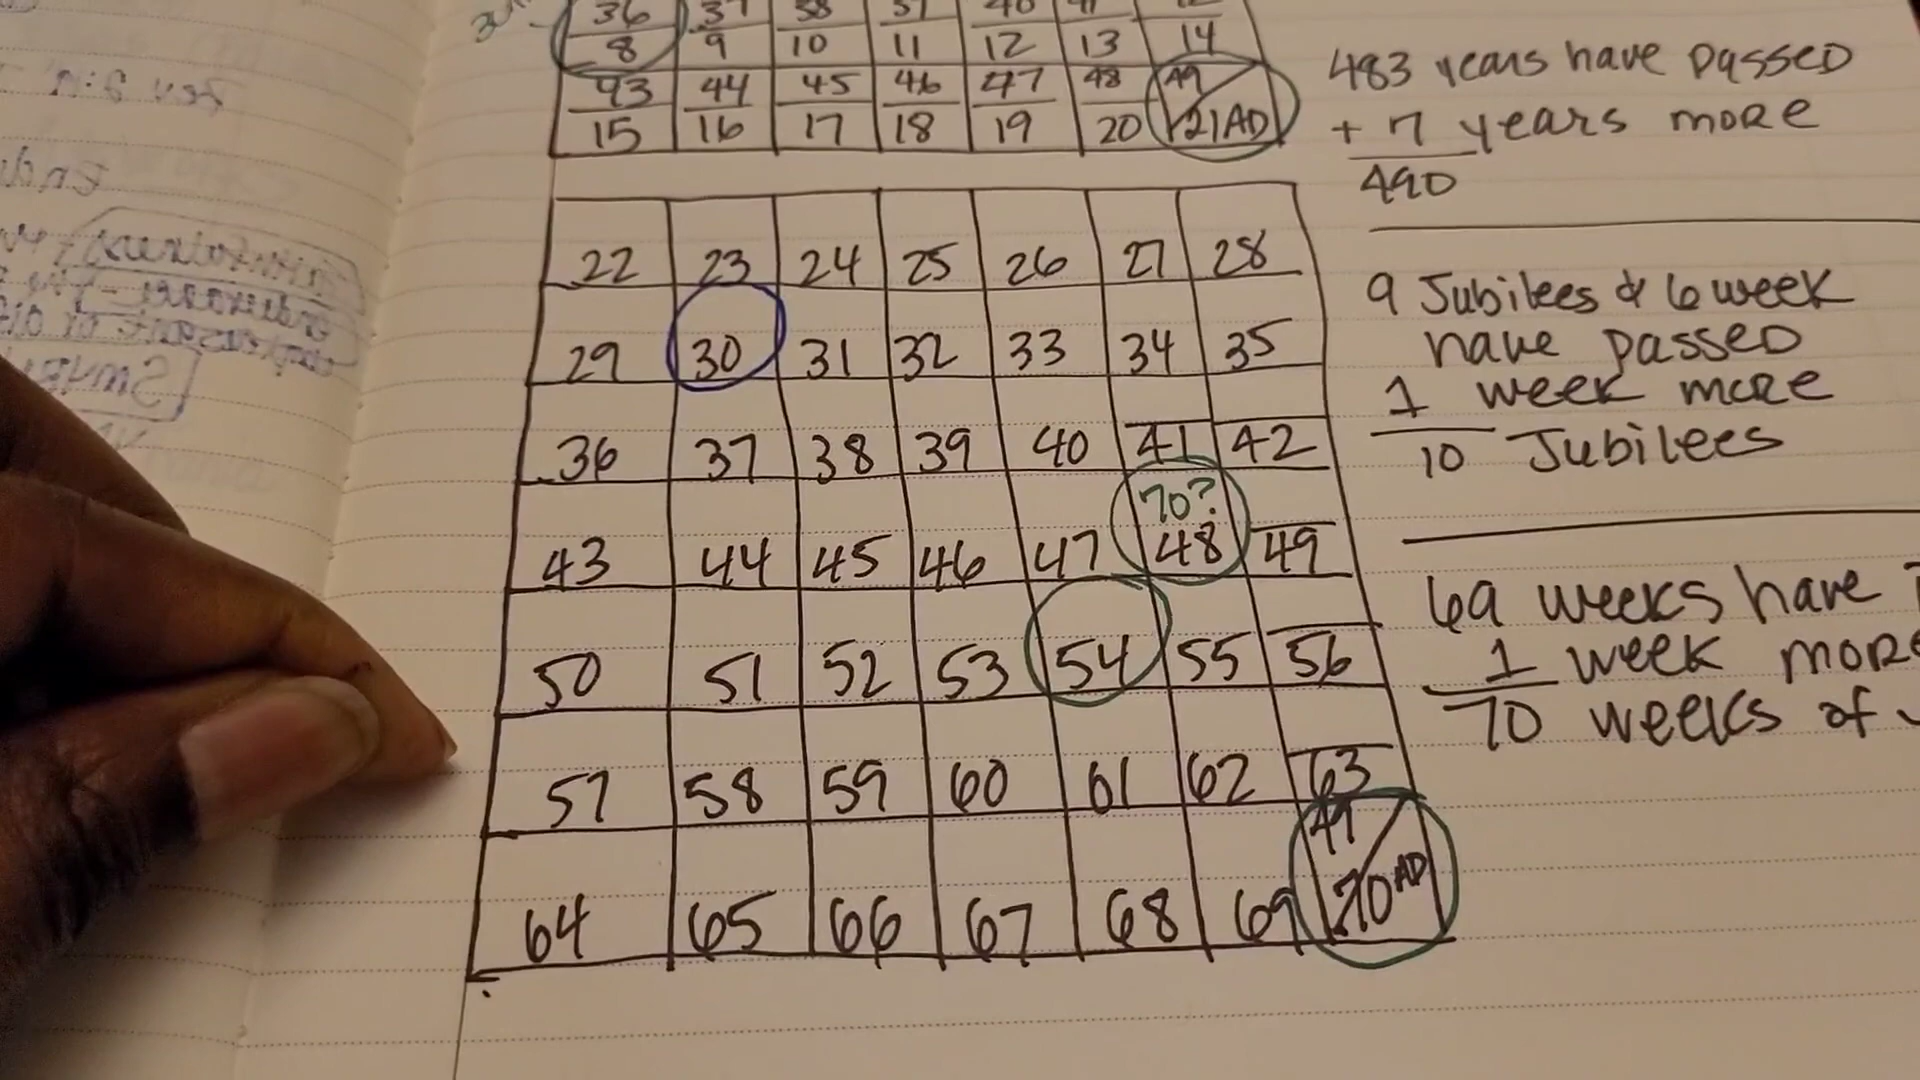 36 37 38 39 40 41
8 9 10 11 12 13 14
43 44 45 46 47 48 49
15 16 17 18 19 20 21AD
22 23 24 25 26 27 28
29 30 31 32 33 34 35
36 37 38 39 40 41 42
70?
43 44 45 46 47 48 49
50 51 52 53 54 55 56
57 58 59 60 61 62 63
49
64 65 66 67 68 69 70AD
483 years have passed
+ 7 years more
490
9 Jubilees & 6 week
have passed
1 week more
10 Jubilees
69 weeks have
1 week more
70 weeks of